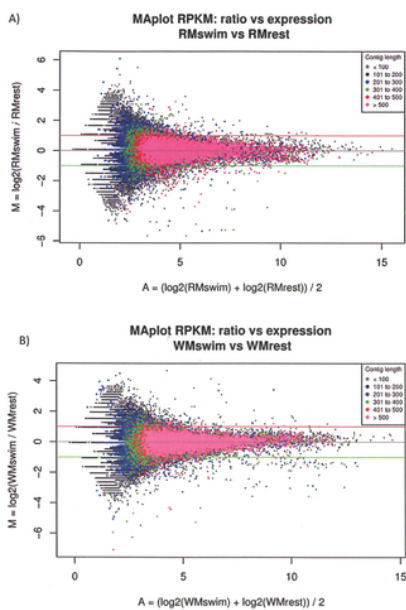 A)
MAplot RPKM: ratio vs expression
RMswim vs RMrest
M = log2(RMswim / RMrest)
6
4
2
0
-2
-4
-6
Contig length
< 100
101 to 200
201 to 300
301 to 400
401 to 500
> 500
0 5 10 15
A = (log2(RMswim) + log2(RMrest)) / 2
B)
MAplot RPKM: ratio vs expression
WMswim vs WMrest
M = log2(WMswim / WMrest)
4
2
0
-2
-4
-6
Contig length
< 100
101 to 200
201 to 300
301 to 400
401 to 500
> 500
0 5 10 15
A = (log2(WMswim) + log2(WMrest)) / 2